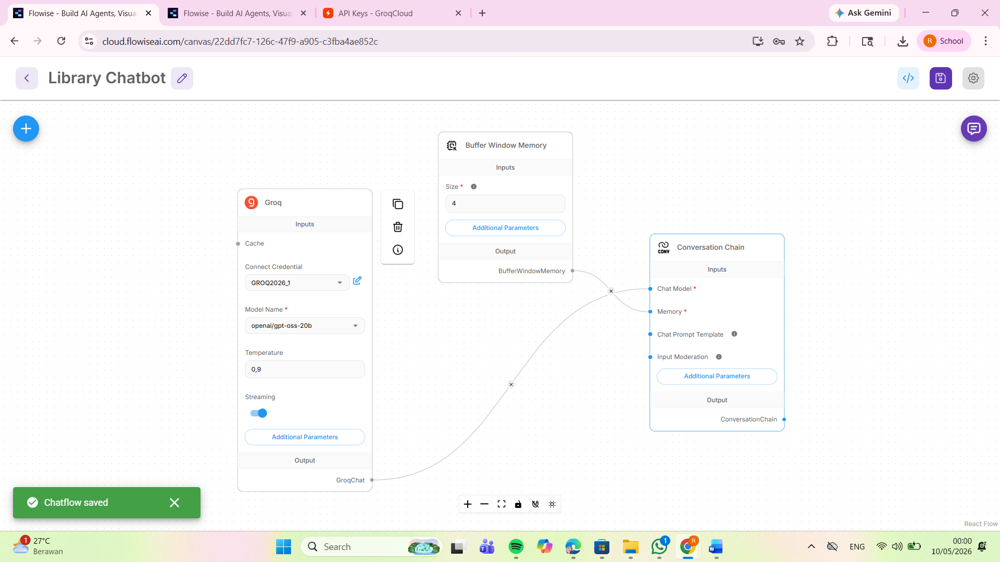 Flowise - Build AI Agents, Visua
Flowise - Build AI Agents, Visua
API Keys - GroqCloud
Ask Gemini
cloud.flowiseai.com/canvas/22dd7fc7-126c-47f9-a905-c3fba4ae852c
R
School
Library Chatbot
Buffer Window Memory
Inputs
Size *
4
Additional Parameters
Output
BufferWindowMemory
Groq
Inputs
Cache
Connect Credential
GROQ2026_1
Model Name *
openai/gpt-oss-20b
Temperature
0,9
Streaming
Additional Parameters
Output
GroqChat
CONV
Conversation Chain
Inputs
Chat Model *
Memory *
Chat Prompt Template
Input Moderation
Additional Parameters
Output
ConversationChain
Chatflow saved
React Flow
1
27°C
Berawan
Search
1
R
ENG
00:00
10/05/2026